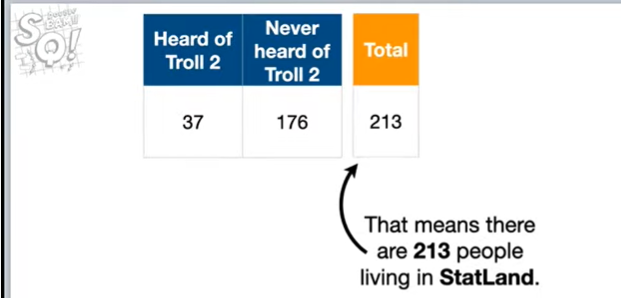 SQ!
Heard of
Troll 2
Never
heard of
Troll 2
Total
37
176
213
That means there
are 213 people
living in StatLand.